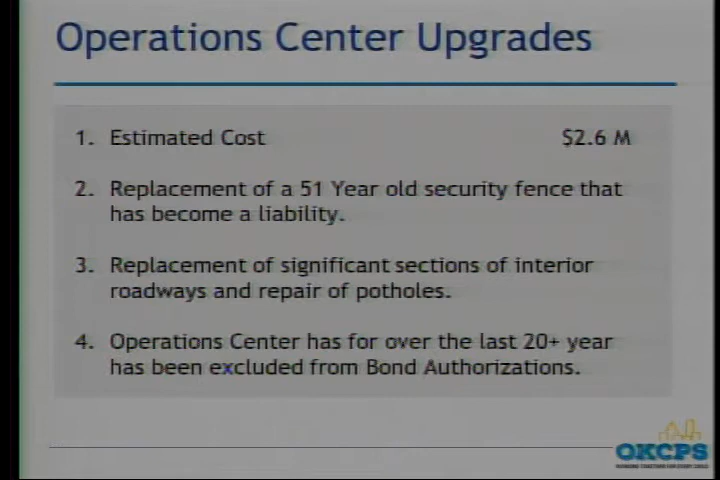 Operations Center Upgrades
1. Estimated Cost $2.6 M
2. Replacement of a 51 Year old security fence that
has become a liability.
3. Replacement of significant sections of interior
roadways and repair of potholes.
4. Operations Center has for over the last 20+ year
has been excluded from Bond Authorizations.
OKCPS